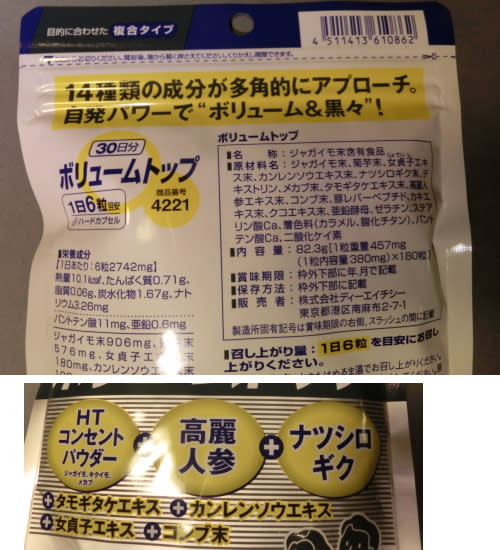 目的に合わせた 複合タイプ
4 511413 610862
14種類の成分が多角的にアプローチ。
自発パワーで“ボリューム&黒々”!
30日分
ボリュームトップ
1日6粒目安
ハードカプセル
商品番号
4221
■栄養成分
[1日あたり:6粒2742mg]
熱量10.1kcal、たんぱく質0.71g、
脂質0.06g、炭水化物1.67g、ナト
リウム3.26mg
パントテン酸11mg、亜鉛0.6mg
ジャガイモ末906mg、
576mg、女貞子エキス
180mg、カンレンソウエキス
ボリュームトップ
■名称:ジャガイモ末含有食品
■原材料名:ジャガイモ末、菊芋末、女貞子エキ
ス末、カンレンソウエキス末、ナツシロギク末、デ
キストリン、メカブ末、タモギタケエキス末、高麗人
参エキス末、コンブ末、豚レバーペプチド、カキエ
キス末、クコエキス末、亜鉛酵母、ゼラチン、ステア
リン酸Ca、着色料(カラメル、酸化チタン)、パント
テン酸Ca、二酸化ケイ素
■内容量:82.3g[1粒重量457mg
(1粒内容量380mg)×180粒]
■賞味期限:枠外下部に年月で記載
■保存方法:枠外下部に記載
■販売者:株式会社ディーエイチシー
東京都港区南麻布2-7-1
製造所固有記号は賞味期限の右側、スラッシュの間に記載
■召し上がり量:1日6粒を目安にお召し
上がりください。
HT
コンセント
パウダー
ジャガイモ、キクイモ、
メカブ
+
高麗
人参
+
ナツシロ
ギク
+タモギタケエキス+カンレンソウエキス
+女貞子エキス+コンブ末